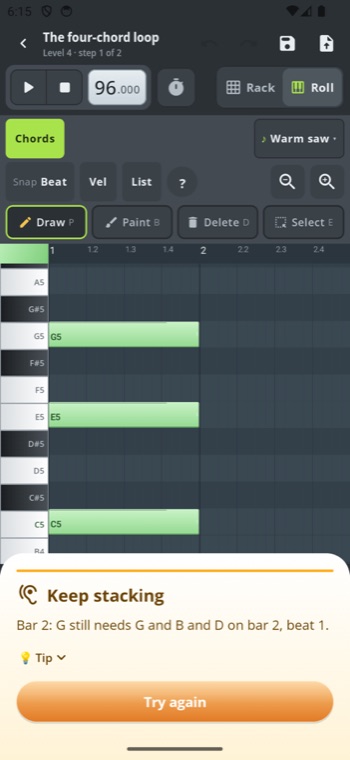 6:15
The four-chord loop
Level 4 · step 1 of 2
96.000
Rack
Roll
Chords
♪ Warm saw
Snap Beat
Vel
List
?
Draw P
Paint B
Delete D
Select E
1
1.2
1.3
1.4
2
2.2
2.3
2.4
A5
G#5
G5
G5
F#5
F5
E5
E5
D#5
D5
C#5
C5
C5
B4
Keep stacking
Bar 2: G still needs G and B and D on bar 2, beat 1.
Tip
Try again